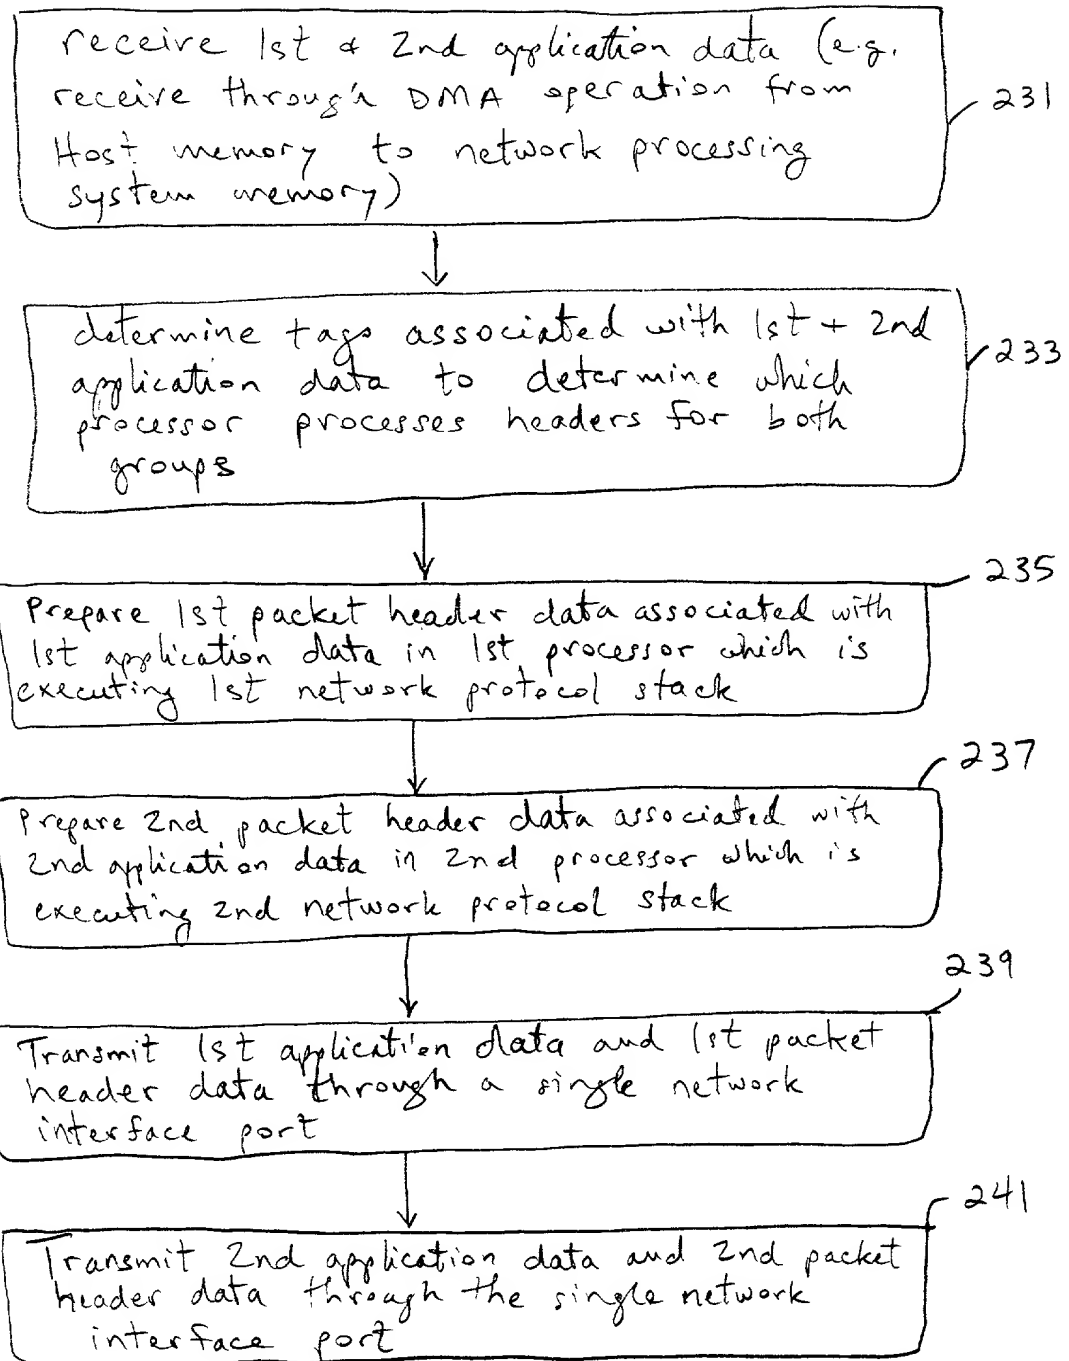 receive 1st & 2nd application data (e.g.
receive through DMA operation from
Host memory to network processing
system memory)
231
determine tags associated with 1st + 2nd
application data to determine which
processor processes headers for both
groups
233
235
Prepare 1st packet header data associated with
1st application data in 1st processor which is
executing 1st network protocol stack
237
Prepare 2nd packet header data associated with
2nd application data in 2nd processor which is
executing 2nd network protocol stack
239
Transmit 1st application data and 1st packet
header data through a single network
interface port
241
Transmit 2nd application data and 2nd packet
header data through the single network
interface port